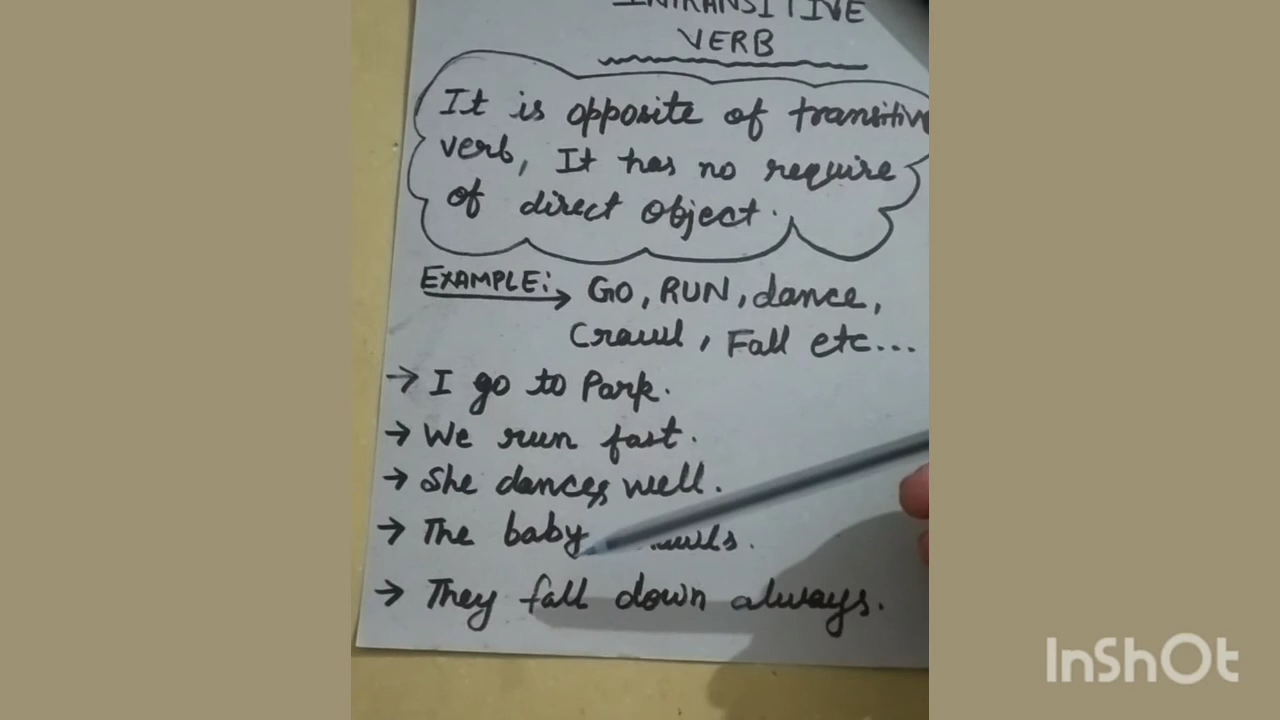 INTRANSITIVE
VERB
It is opposite of transitive
verb, It has no require
of direct object.
EXAMPLE: → GO, RUN, dance,
Crawl, Fall etc...
→ I go to Park.
→ We run fast.
→ She dances well.
→ The baby
→ They fall down always.
InShOt